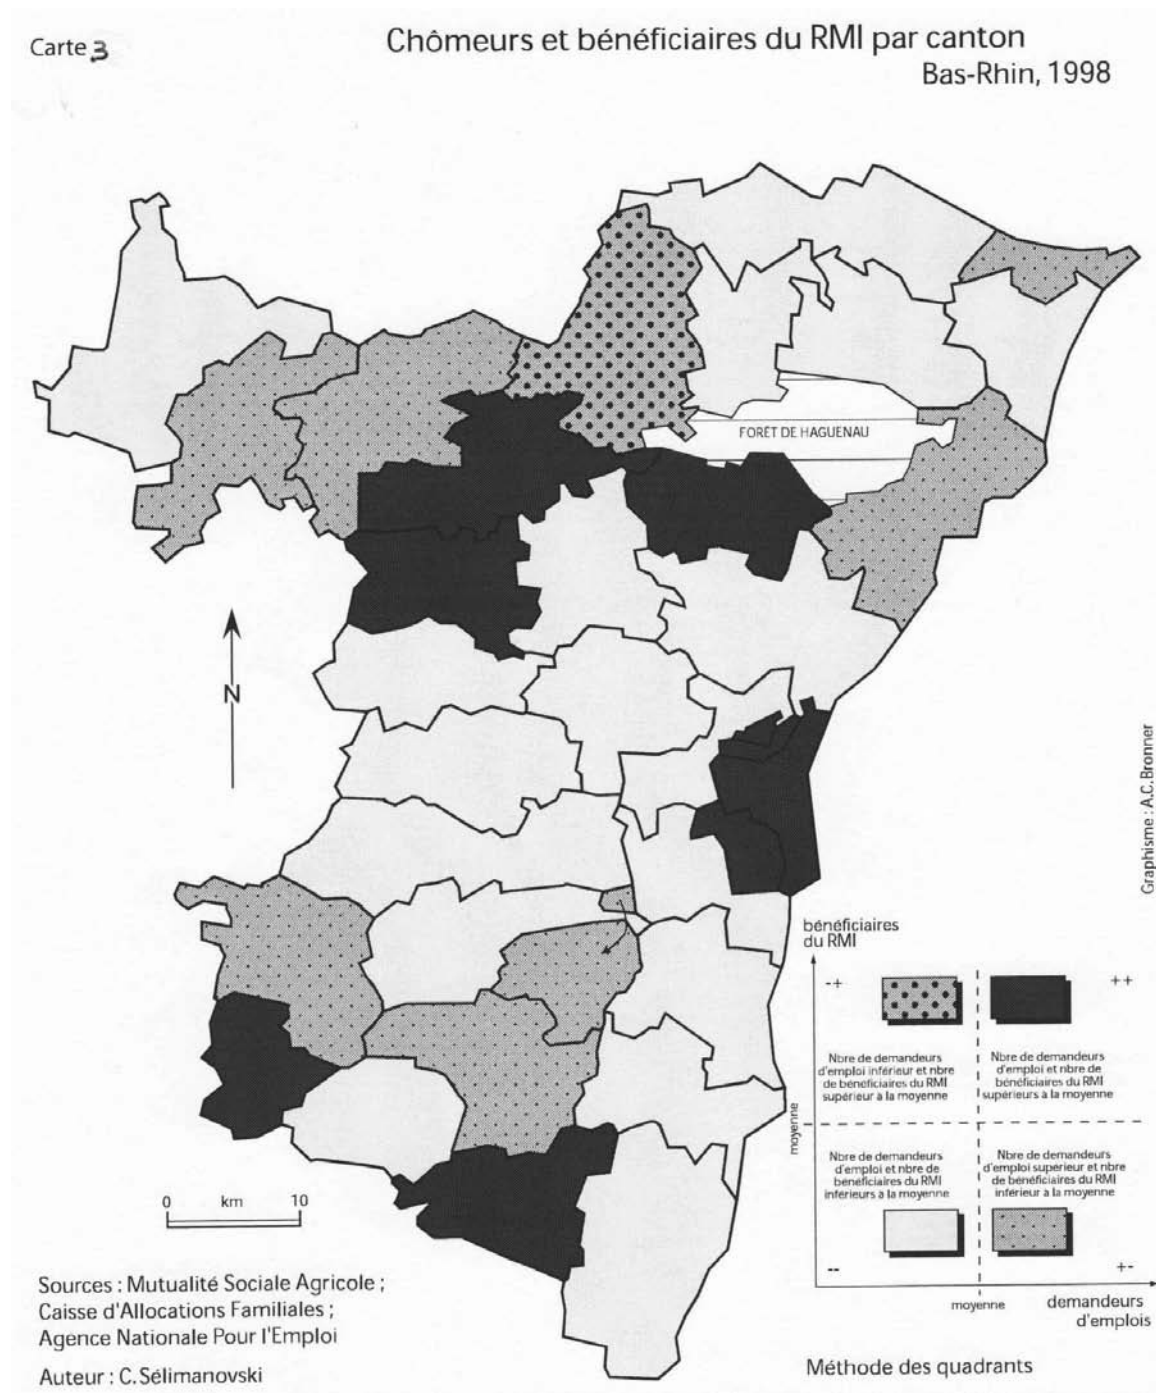 Carte 3
Chômeurs et bénéficiaires du RMI par canton
Bas-Rhin, 1998
FORÊT DE HAGUENAU
N
Graphisme : A.C.Bronner
bénéficiaires
du RMI
-+
++
Nbre de demandeurs
d'emploi inférieur et nbre
de bénéficiaires du RMI
supérieur à la moyenne
Nbre de demandeurs
d'emploi et nbre de
bénéficiaires du RMI
supérieurs à la moyenne
moyenne
Nbre de demandeurs
d'emploi et nbre de
bénéficiaires du RMI
inférieurs à la moyenne
Nbre de demandeurs
d'emploi superieur et nbre
de bénéficiaires du RMI
inférieur à la moyenne
--
+-
moyenne
demandeurs
d'emplois
0 km 10
Sources : Mutualité Sociale Agricole ;
Caisse d'Allocations Familiales ;
Agence Nationale Pour l'Emploi
Auteur : C.Sélimanovski
Méthode des quadrants